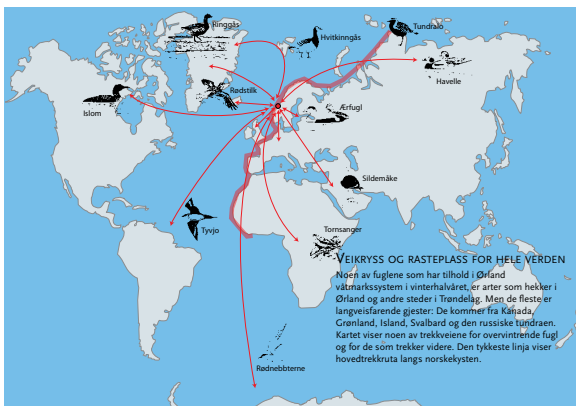 Ringgås
Hvitkinngås
Tundralo
Havelle
Rødstilk
Islom
Ærfugl
Sildemåke
Tyvjo
Tornsanger
VEIKRYSS OG RASTEPLASS FOR HELE VERDEN
Noen av fuglene som har tilhold i Ørland
våtmarkssystem i vinterhalvåret, er arter som hekker i
Ørland og andre steder i Trøndelag. Men de fleste er
langveisfarende gjester: De kommer fra Kanada,
Grønland, Island, Svalbard og den russiske tundraen.
Kartet viser noen av trekkveiene for overvintrende fugl
og for de som trekker videre. Den tykkeste linja viser
hovedtrekkruta langs norskekysten.
Rødnebbterne